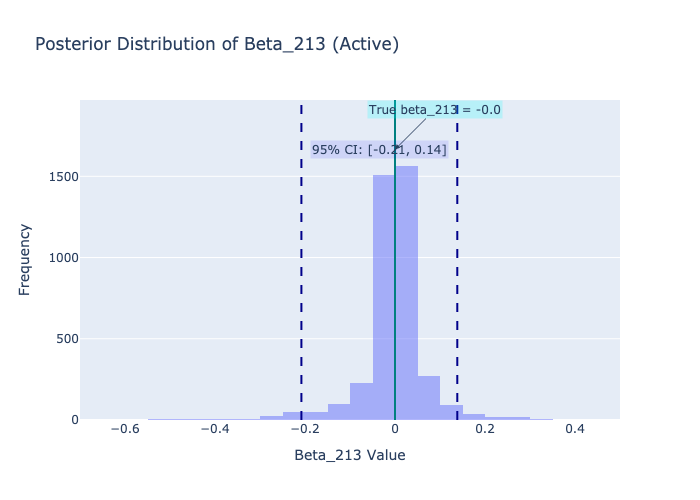 Posterior Distribution of Beta_213 (Active)
True beta_213 = -0.0
95% CI: [-0.21, 0.14]
1500
1000
500
0
Frequency
−0.6
−0.4
−0.2
0
0.2
0.4
Beta_213 Value